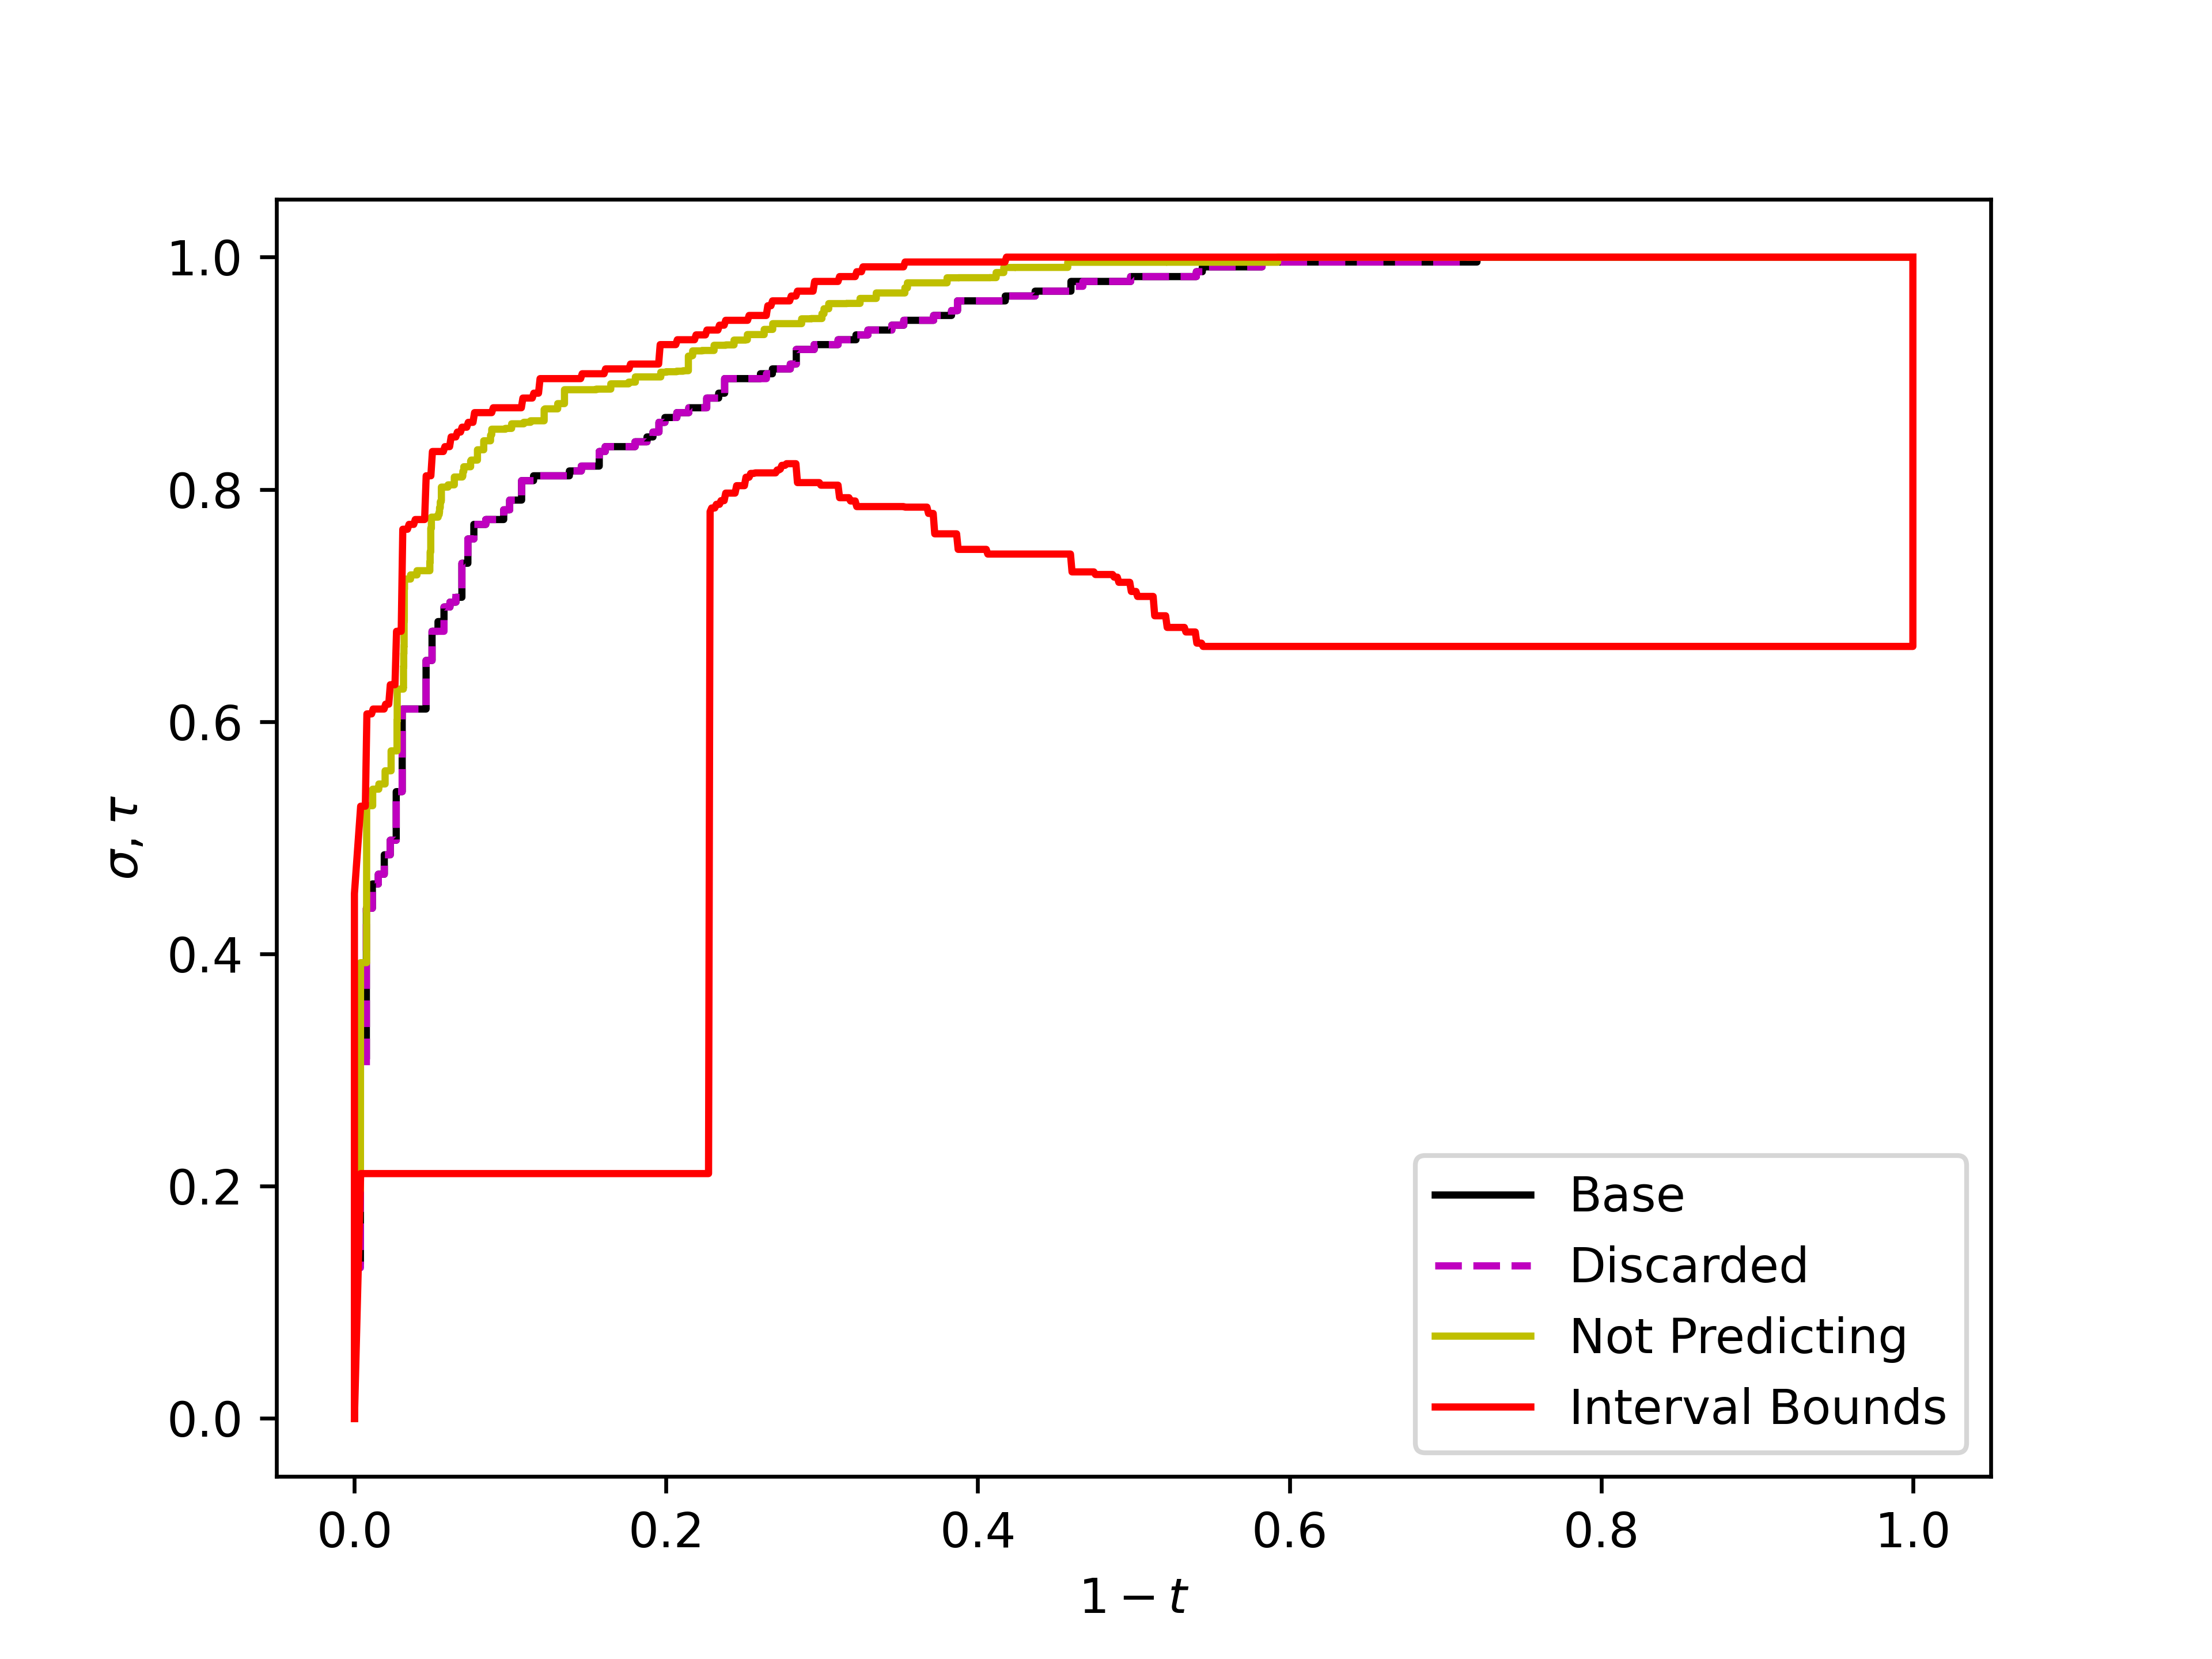 1.0
0.8
0.6
0.4
0.2
0.0
σ, τ
0.0 0.2 0.4 0.6 0.8 1.0
1 − t
Base
Discarded
Not Predicting
Interval Bounds